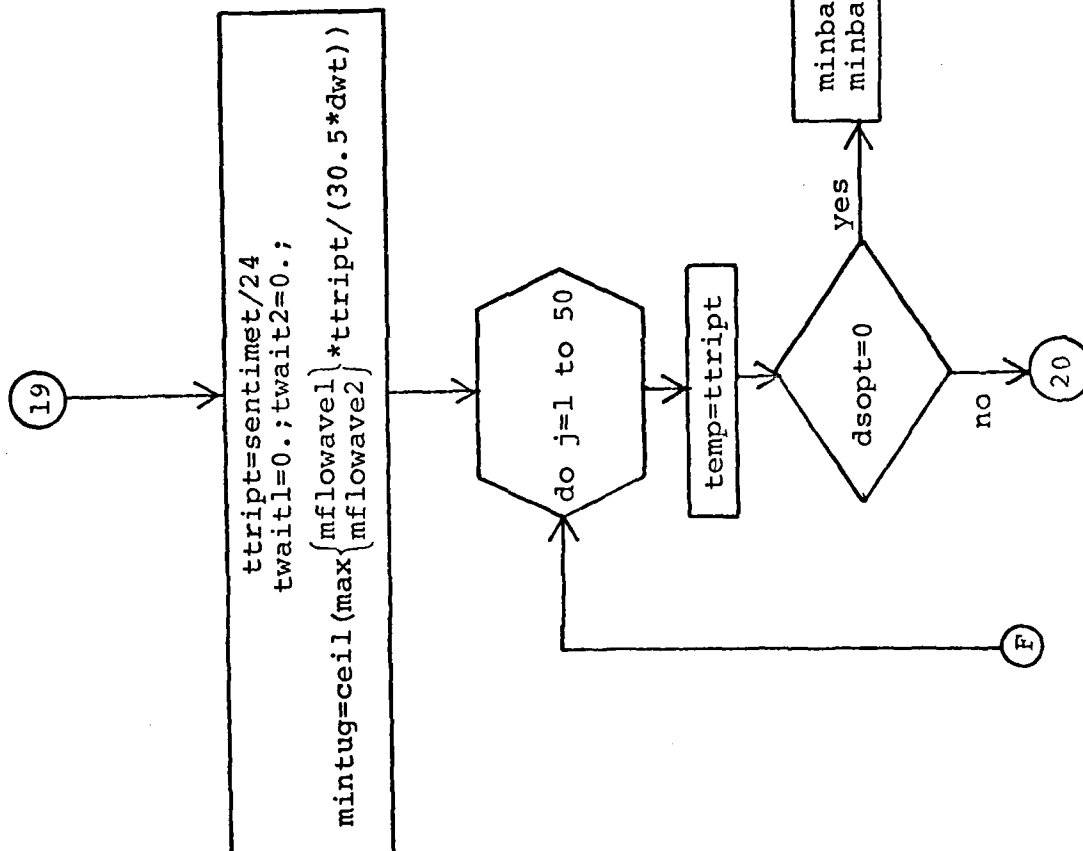 19
ttript=sentimet/24
twait1=0.;twait2=0.;
mintug=ceil(max{mflowave1}*ttript/(30.5*dwt))
mflowave2
do j=1 to 50
temp=ttript
dsopt=0
yes
minba
minba
no
20
F